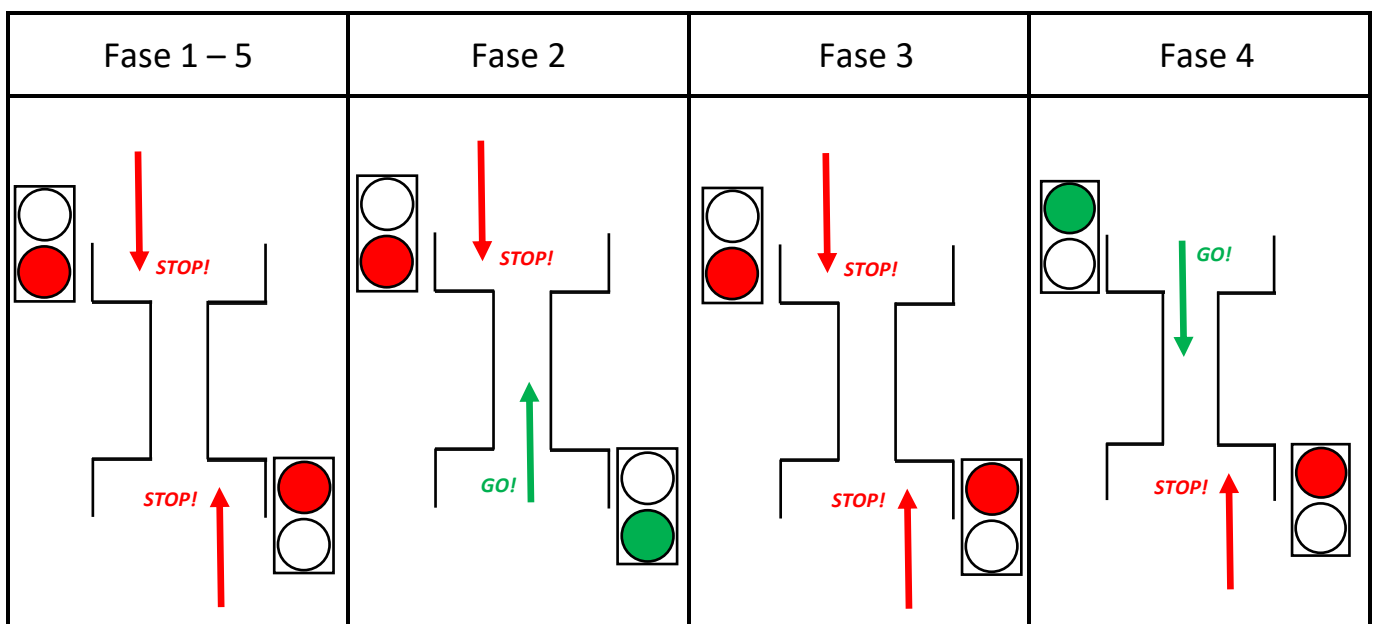 Fase 1 – 5
Fase 2
Fase 3
Fase 4
STOP!
STOP!
STOP!
GO!
STOP!
STOP!
GO!
STOP!